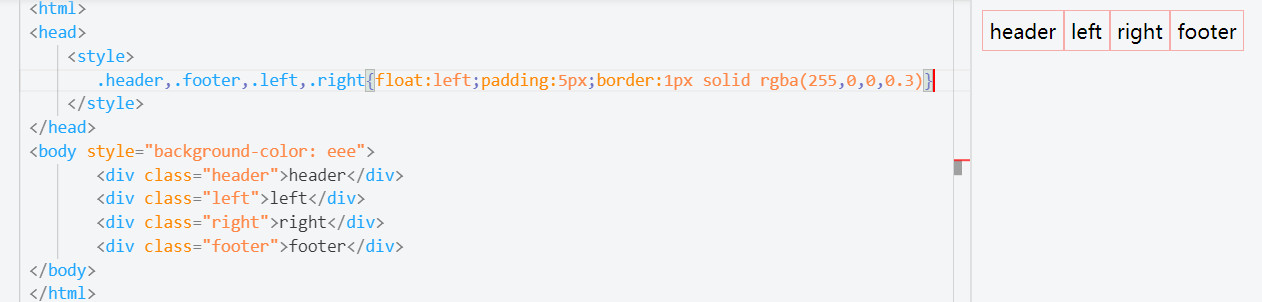 <html>
<head>
<style>
.header,.footer,.left,.right{float:left;padding:5px;border:1px solid rgba(255,0,0,0.3)}
</style>
</head>
<body style="background-color: eee">
<div class="header">header</div>
<div class="left">left</div>
<div class="right">right</div>
<div class="footer">footer</div>
</body>
</html>
header left right footer